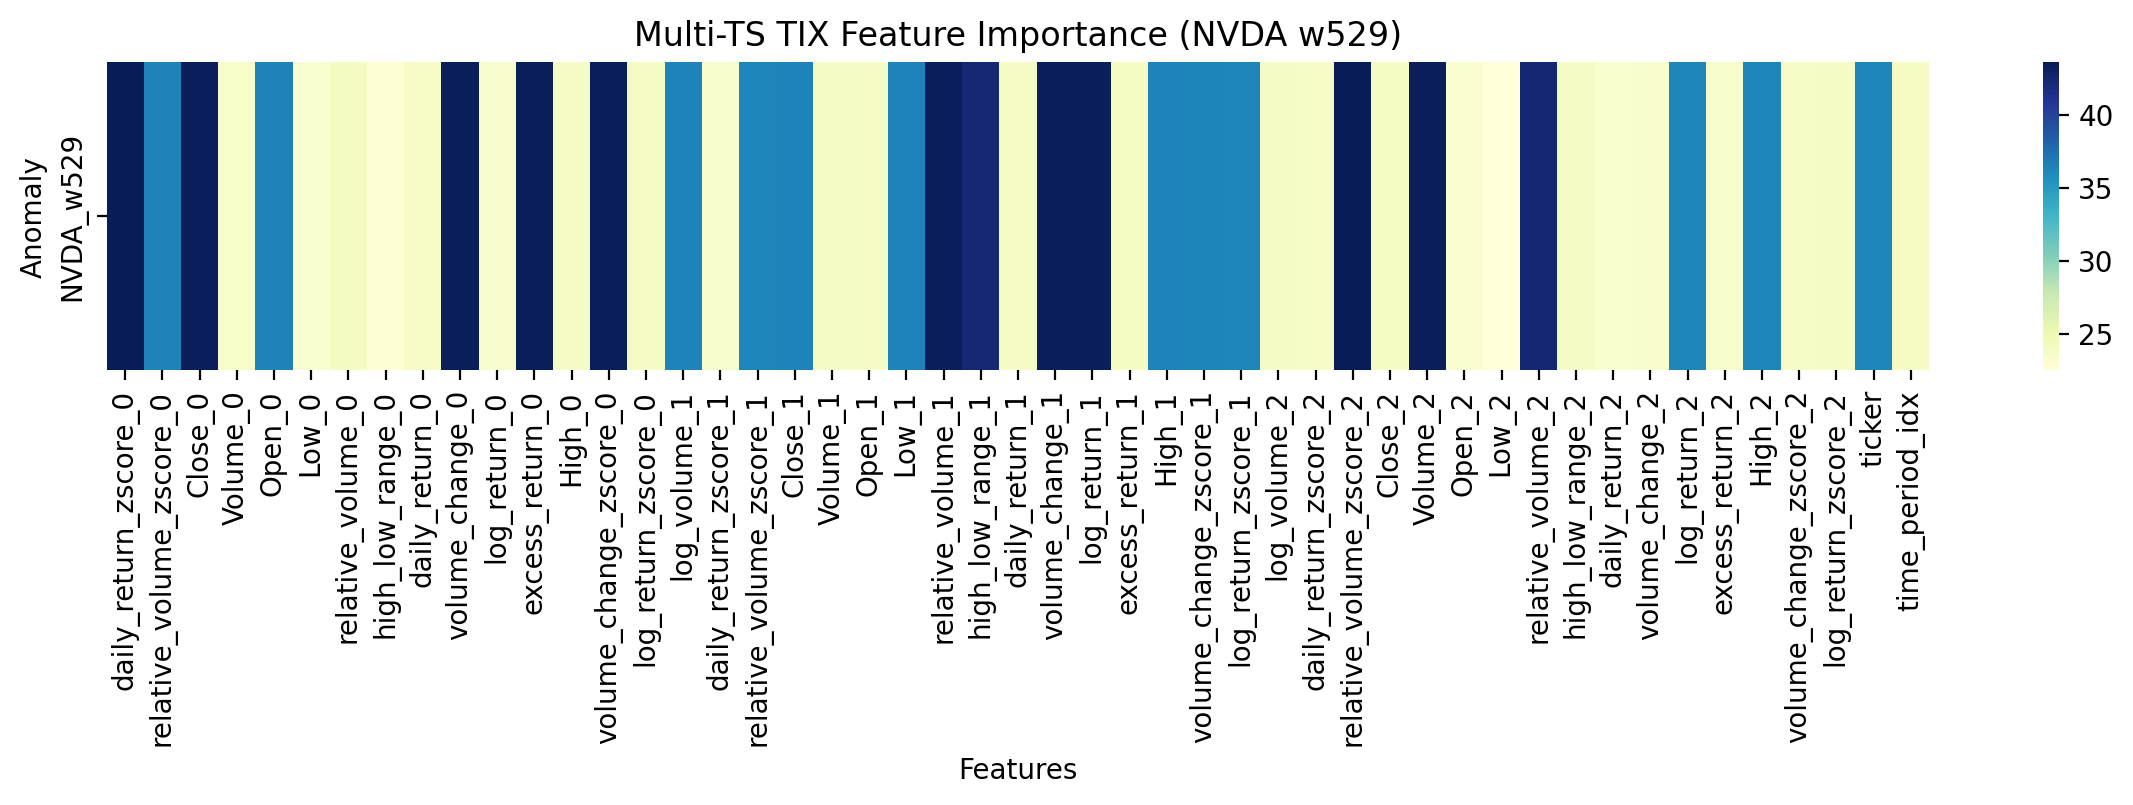 Multi-TS TIX Feature Importance (NVDA w529)
Anomaly
NVDA_w529
daily_return_zscore_0
relative_volume_zscore_0
Close_0
Volume_0
Open_0
Low_0
relative_volume_0
high_low_range_0
daily_return_0
volume_change_0
log_return_0
excess_return_0
High_0
volume_change_zscore_0
log_return_zscore_0
log_volume_1
daily_return_zscore_1
relative_volume_zscore_1
Close_1
Volume_1
Open_1
Low_1
relative_volume_1
high_low_range_1
daily_return_1
volume_change_1
log_return_1
excess_return_1
High_1
volume_change_zscore_1
log_return_zscore_1
log_volume_2
daily_return_zscore_2
relative_volume_zscore_2
Close_2
Volume_2
Open_2
Low_2
relative_volume_2
high_low_range_2
daily_return_2
volume_change_2
log_return_2
excess_return_2
High_2
volume_change_zscore_2
log_return_zscore_2
ticker
time_period_idx
Features
40
35
30
25